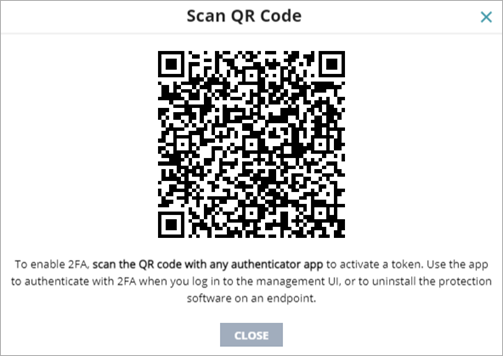 Scan QR Code
To enable 2FA, scan the QR code with any authenticator app to activate a token. Use the app
to authenticate with 2FA when you log in to the management UI, or to uninstall the protection
software on an endpoint.
CLOSE